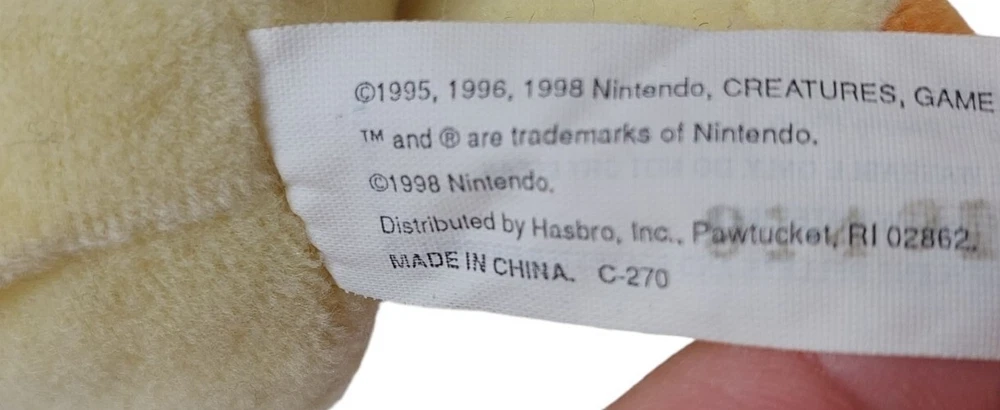 ©1995, 1996, 1998 Nintendo, CREATURES, GAME
™ and ® are trademarks of Nintendo.
©1998 Nintendo.
Distributed by Hasbro, Inc., Pawtucket, RI 02862.
MADE IN CHINA. C-270